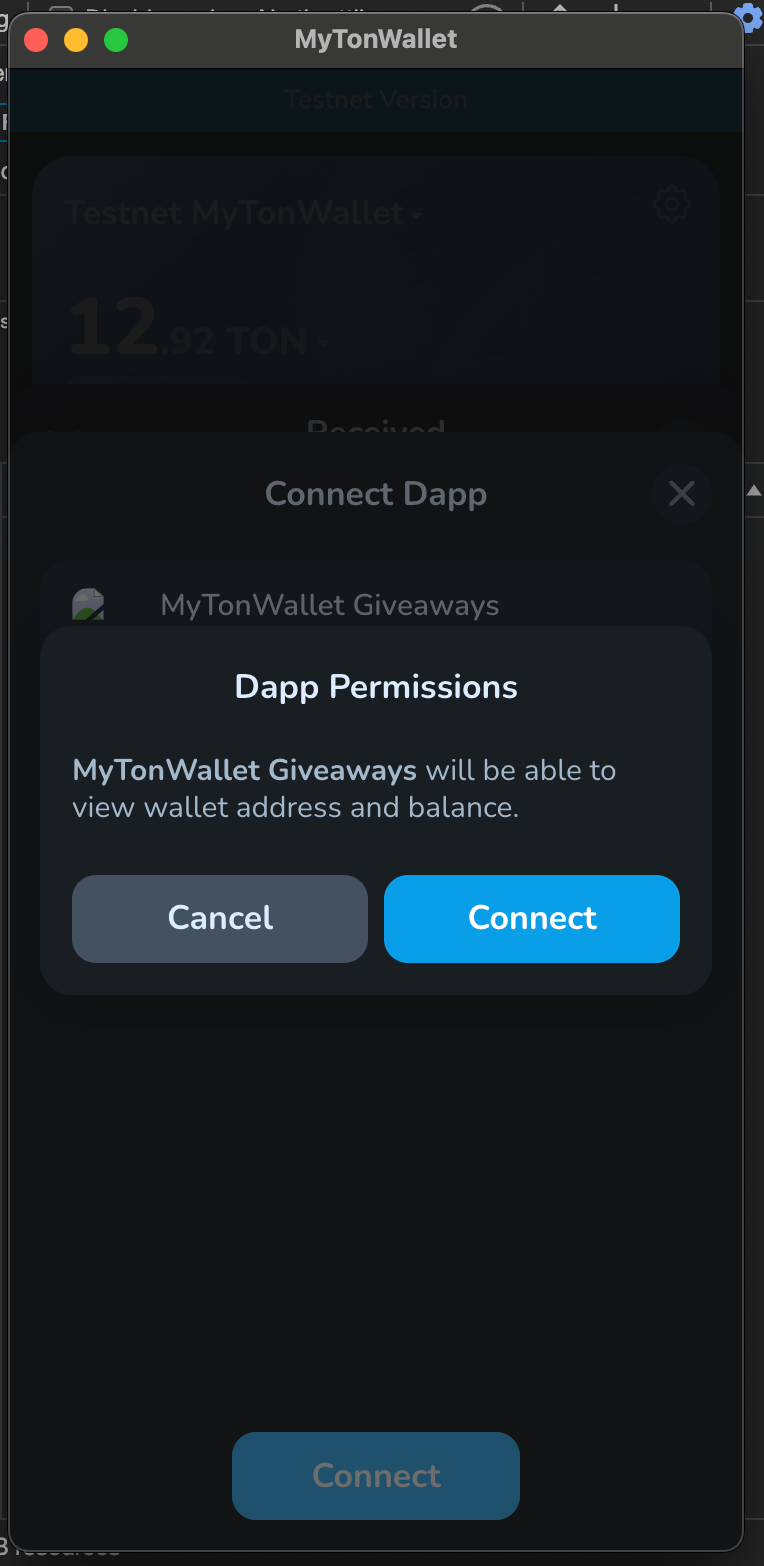 MyTonWallet
Testnet Version
Testnet MyTonWallet
12.92 TON
Received
Connect Dapp
MyTonWallet Giveaways
Dapp Permissions
MyTonWallet Giveaways will be able to
view wallet address and balance.
Cancel
Connect
Connect